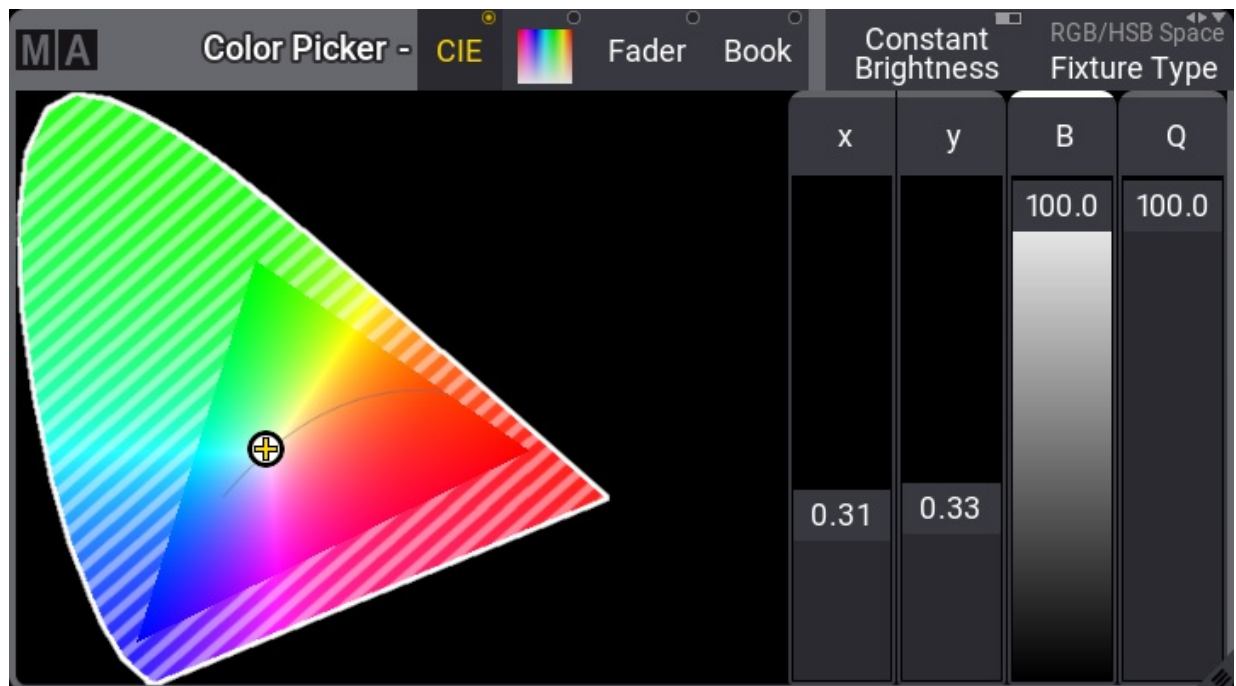 MA
Color Picker -
CIE
Fader
Book
Constant
Brightness
RGB/HSB Space
Fixture Type
x
y
B
Q
0.31
0.33
100.0
100.0